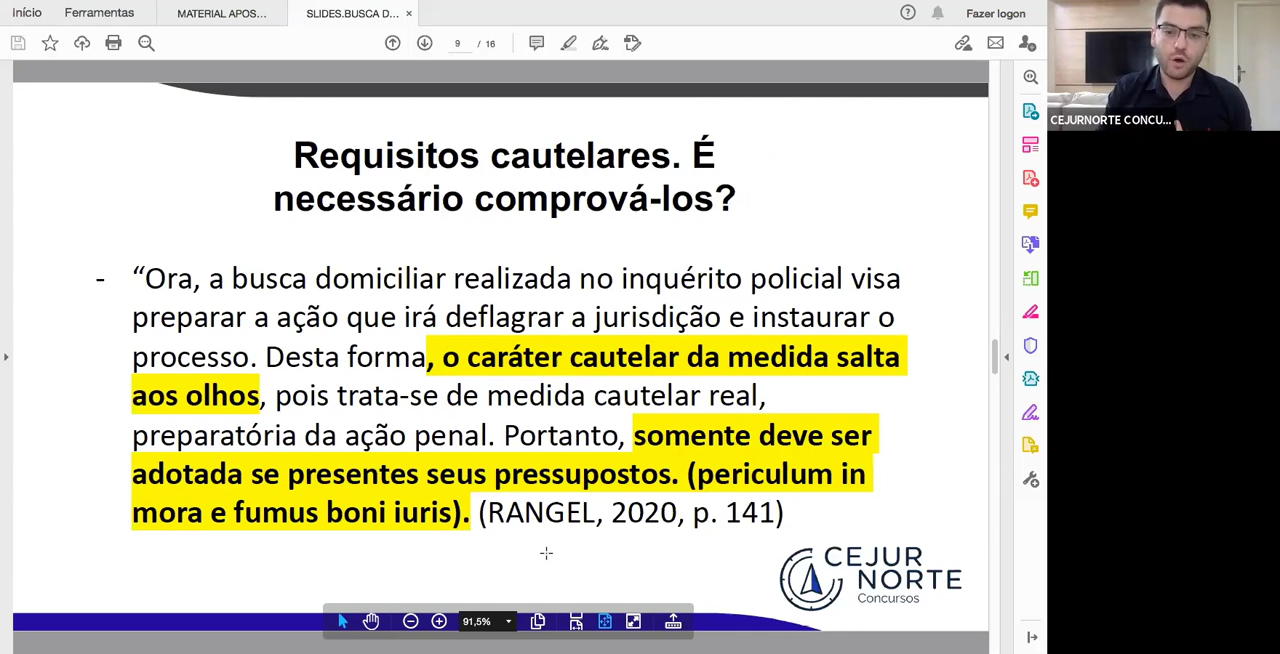 Início
Ferramentas
MATERIAL APOS...
SLIDES.BUSCA D... ×
Fazer logon
9 / 16
CEJURNORTE CONCU...
Requisitos cautelares. É
necessário comprová-los?
- “Ora, a busca domiciliar realizada no inquérito policial visa
preparar a ação que irá deflagrar a jurisdição e instaurar o
processo. Desta forma, o caráter cautelar da medida salta
aos olhos, pois trata-se de medida cautelar real,
preparatória da ação penal. Portanto, somente deve ser
adotada se presentes seus pressupostos. (periculum in
mora e fumus boni iuris). (RANGEL, 2020, p. 141)
CEJUR
NORTE
Concursos
91,5%